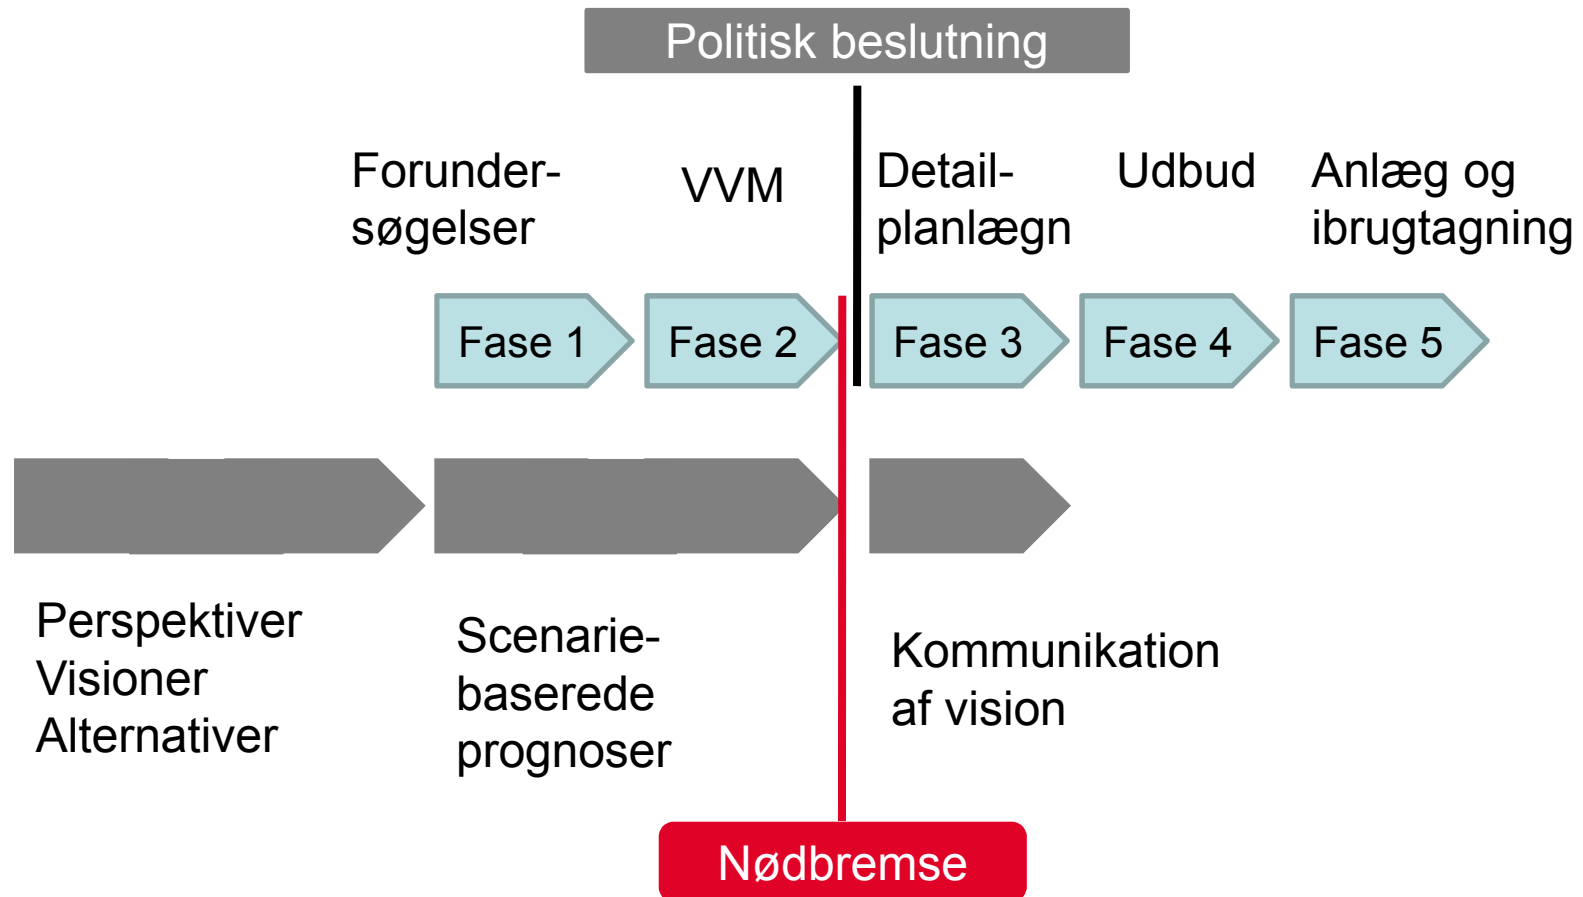 Politisk beslutning
Forunder-
søgelser
VVM
Detail-
planlægn
Udbud
Anlæg og
ibrugtagning
Fase 1
Fase 2
Fase 3
Fase 4
Fase 5
Perspektiver
Visioner
Alternativer
Scenarie-
baserede
prognoser
Kommunikation
af vision
Nødbremse